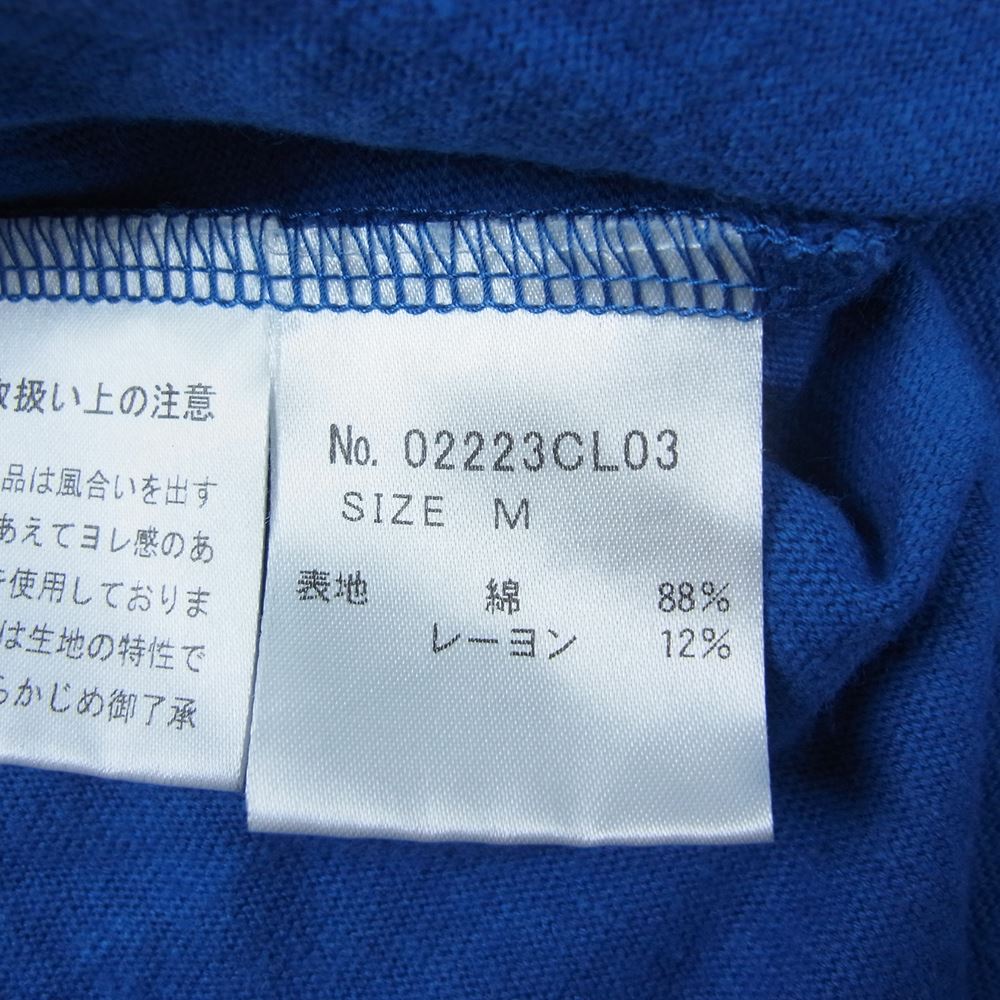 取扱い上の注意
品は風合いを出す
あえてヨレ感のあ
を使用しておりま
は生地の特性で
らかじめ御了承
No. 02223CL03
SIZE M
表地 綿 88%
レーヨン 12%